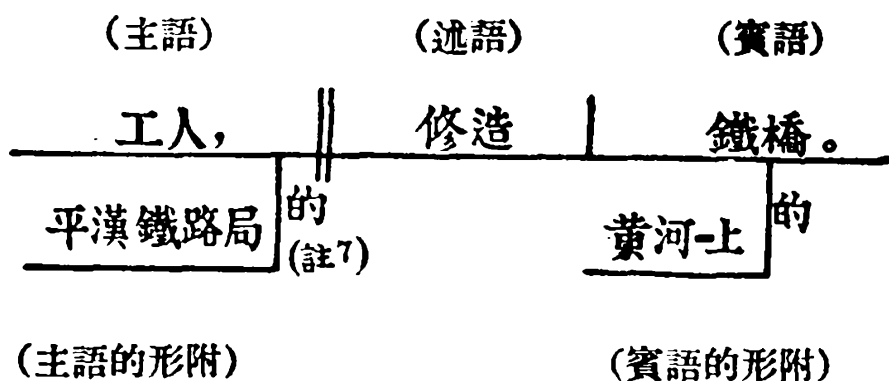 (主語) (述語) (賓語)
工人, 修造 鐵橋。
平漢鐵路局 的 黃河-上 的
(註7)
(主語的形附) (賓語的形附)